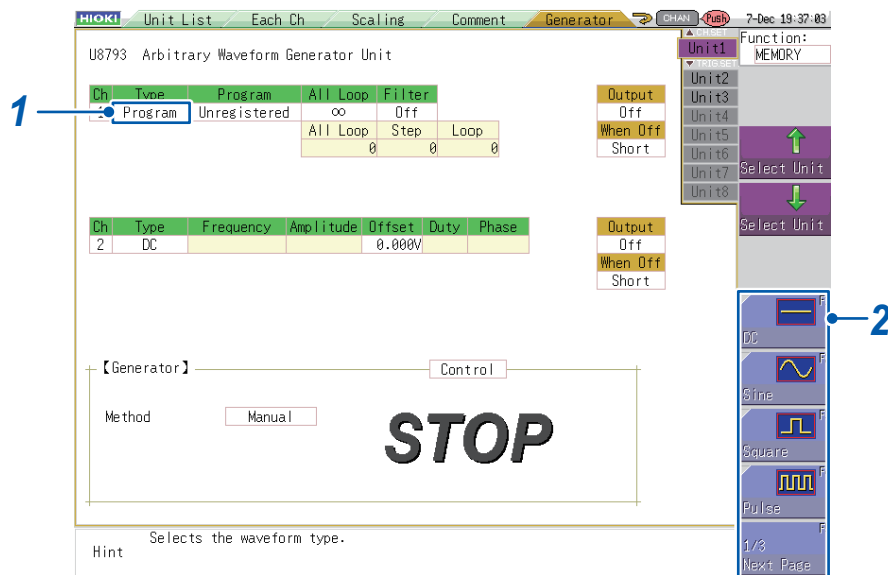 HIOKI Unit List Each Ch Scaling Comment Generator CHAN Push 7-Dec 19:37:03
CH.SET
Unit1
TRIG.SET
Unit2
Unit3
Unit4
Unit5
Unit6
Unit7
Unit8
Function:
MEMORY
U8793 Arbitrary Waveform Generator Unit
Ch Type Program All Loop Filter
1 Program Unregistered ∞ Off
All Loop Step Loop
0 0 0
Output
Off
When Off
Short
1
Select Unit
Select Unit
Ch Type Frequency Amplitude Offset Duty Phase
2 DC 0.000V
Output
Off
When Off
Short
【Generator】 Control
Method Manual
STOP
F
DC
F
Sine
F
Square
F
Pulse
F
1/3
Next Page
2
Hint Selects the waveform type.